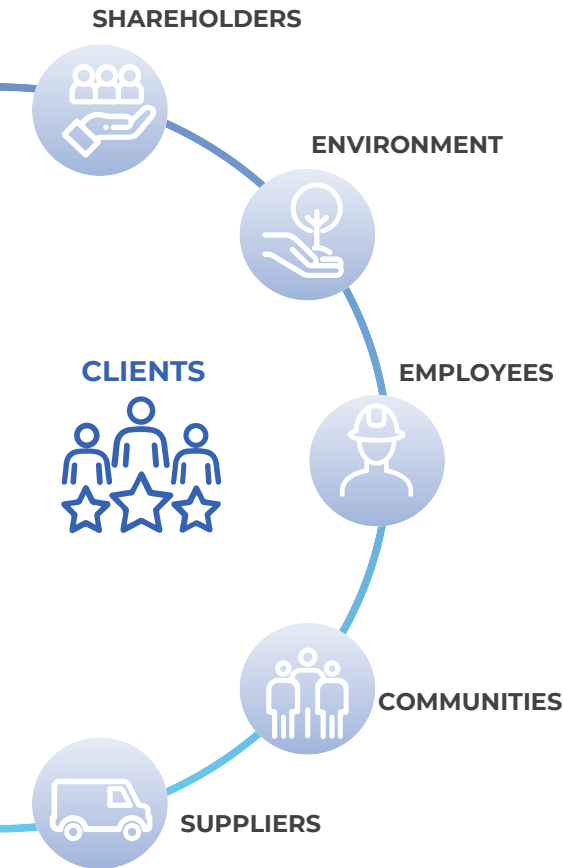 SHAREHOLDERS
ENVIRONMENT
CLIENTS
EMPLOYEES
COMMUNITIES
SUPPLIERS